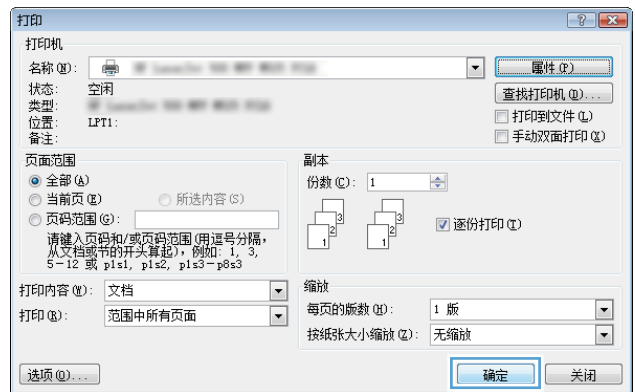 打印
打印机
名称(N):
属性(P)
状态: 空闲
查找打印机(D)...
类型:
位置: LPT1:
打印到文件(L)
备注:
手动双面打印(X)
页面范围
全部(A)
当前页(E) 所选内容(S)
页码范围(G):
请键入页码和/或页码范围(用逗号分隔,
从文档或节的开头算起),例如: 1, 3,
5-12 或 p1s1, p1s2, p1s3-p8s3
副本
份数(C): 1
1 2 3 1 2 3
逐份打印(T)
打印内容(W): 文档
打印(R): 范围中所有页面
缩放
每页的版数(H): 1 版
按纸张大小缩放(Z): 无缩放
选项(O)...
确定
关闭